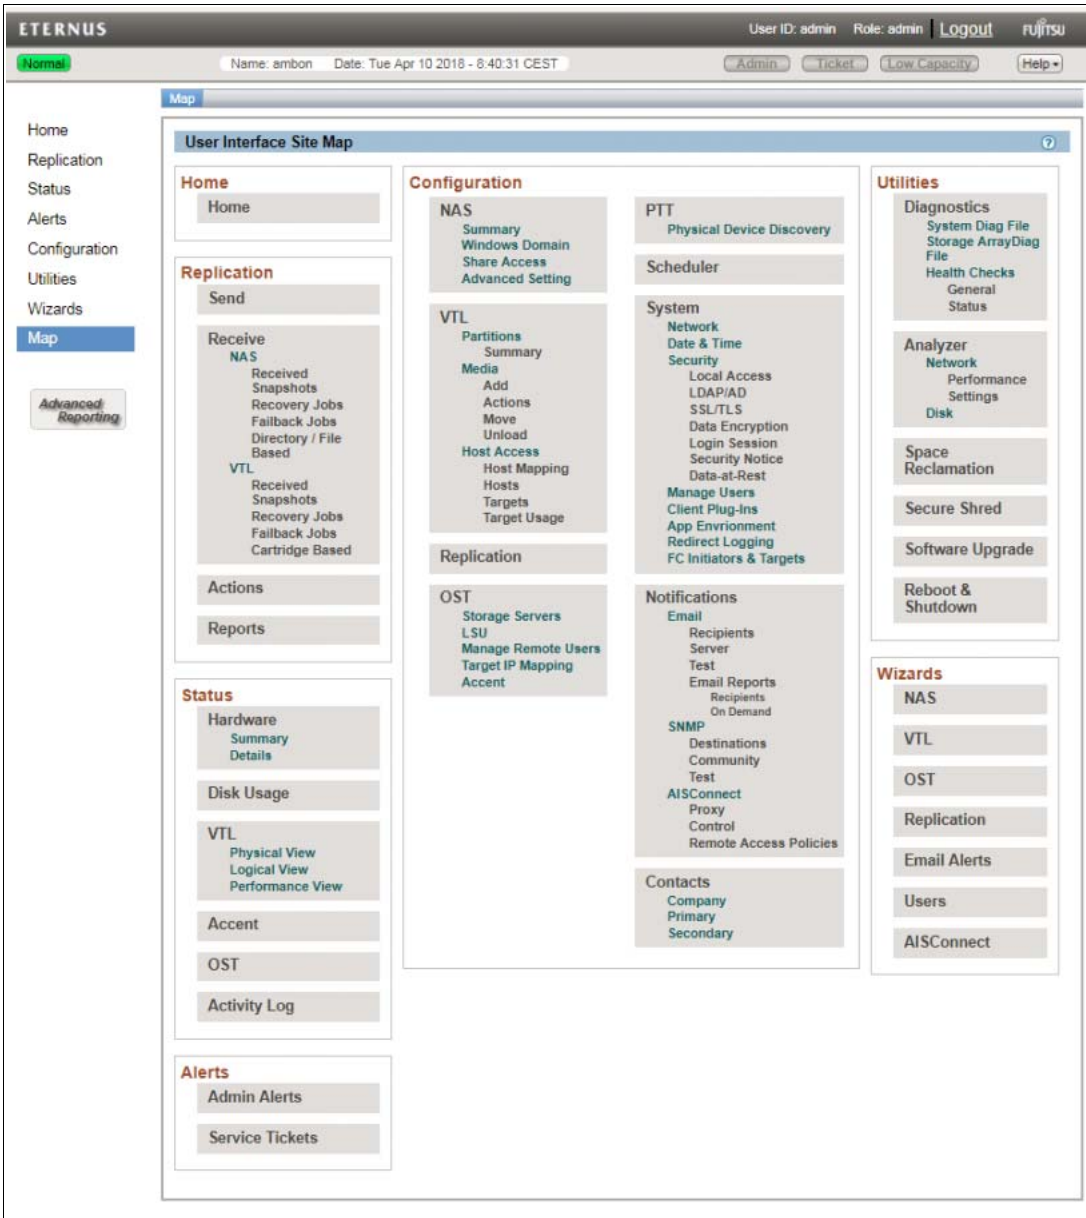 ETERNUS
User ID: admin Role: admin Logout FUJITSU
Normal Name: ambon Date: Tue Apr 10 2018 - 8:40:31 CEST Admin Ticket Low Capacity Help
Map
Home
Replication
Status
Alerts
Configuration
Utilities
Wizards
Map
Advanced
Reporting
User Interface Site Map
?
Home
Home
Replication
Send
Receive
NAS
Received
Snapshots
Recovery Jobs
Failback Jobs
Directory / File
Based
VTL
Received
Snapshots
Recovery Jobs
Failback Jobs
Cartridge Based
Actions
Reports
Status
Hardware
Summary
Details
Disk Usage
VTL
Physical View
Logical View
Performance View
Accent
OST
Activity Log
Alerts
Admin Alerts
Service Tickets
Configuration
NAS
Summary
Windows Domain
Share Access
Advanced Setting
VTL
Partitions
Summary
Media
Add
Actions
Move
Unload
Host Access
Host Mapping
Hosts
Targets
Target Usage
Replication
OST
Storage Servers
LSU
Manage Remote Users
Target IP Mapping
Accent
PTT
Physical Device Discovery
Scheduler
System
Network
Date & Time
Security
Local Access
LDAP/AD
SSL/TLS
Data Encryption
Login Session
Security Notice
Data-at-Rest
Manage Users
Client Plug-Ins
App Envrionment
Redirect Logging
FC Initiators & Targets
Notifications
Email
Recipients
Server
Test
Email Reports
Recipients
On Demand
SNMP
Destinations
Community
Test
AISConnect
Proxy
Control
Remote Access Policies
Contacts
Company
Primary
Secondary
Utilities
Diagnostics
System Diag File
Storage ArrayDiag
File
Health Checks
General
Status
Analyzer
Network
Performance
Settings
Disk
Space
Reclamation
Secure Shred
Software Upgrade
Reboot &
Shutdown
Wizards
NAS
VTL
OST
Replication
Email Alerts
Users
AISConnect